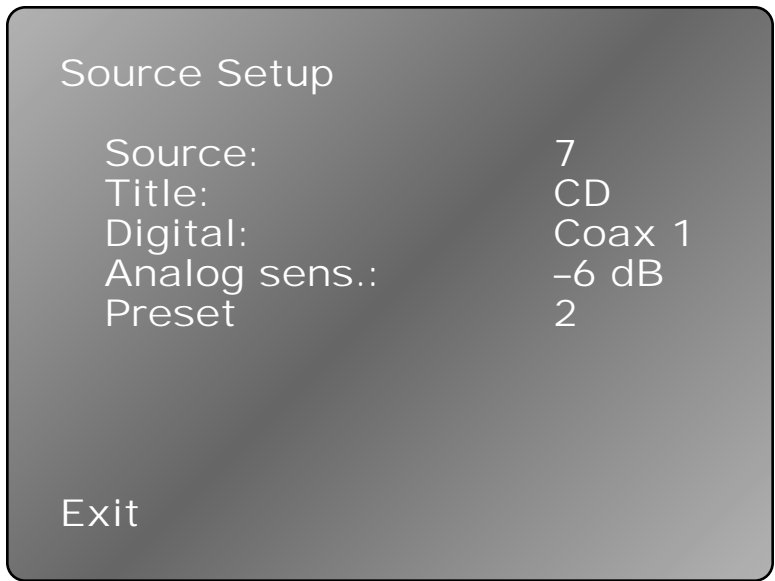 Source Setup
Source: 7
Title: CD
Digital: Coax 1
Analog sens.: –6 dB
Preset 2
Exit